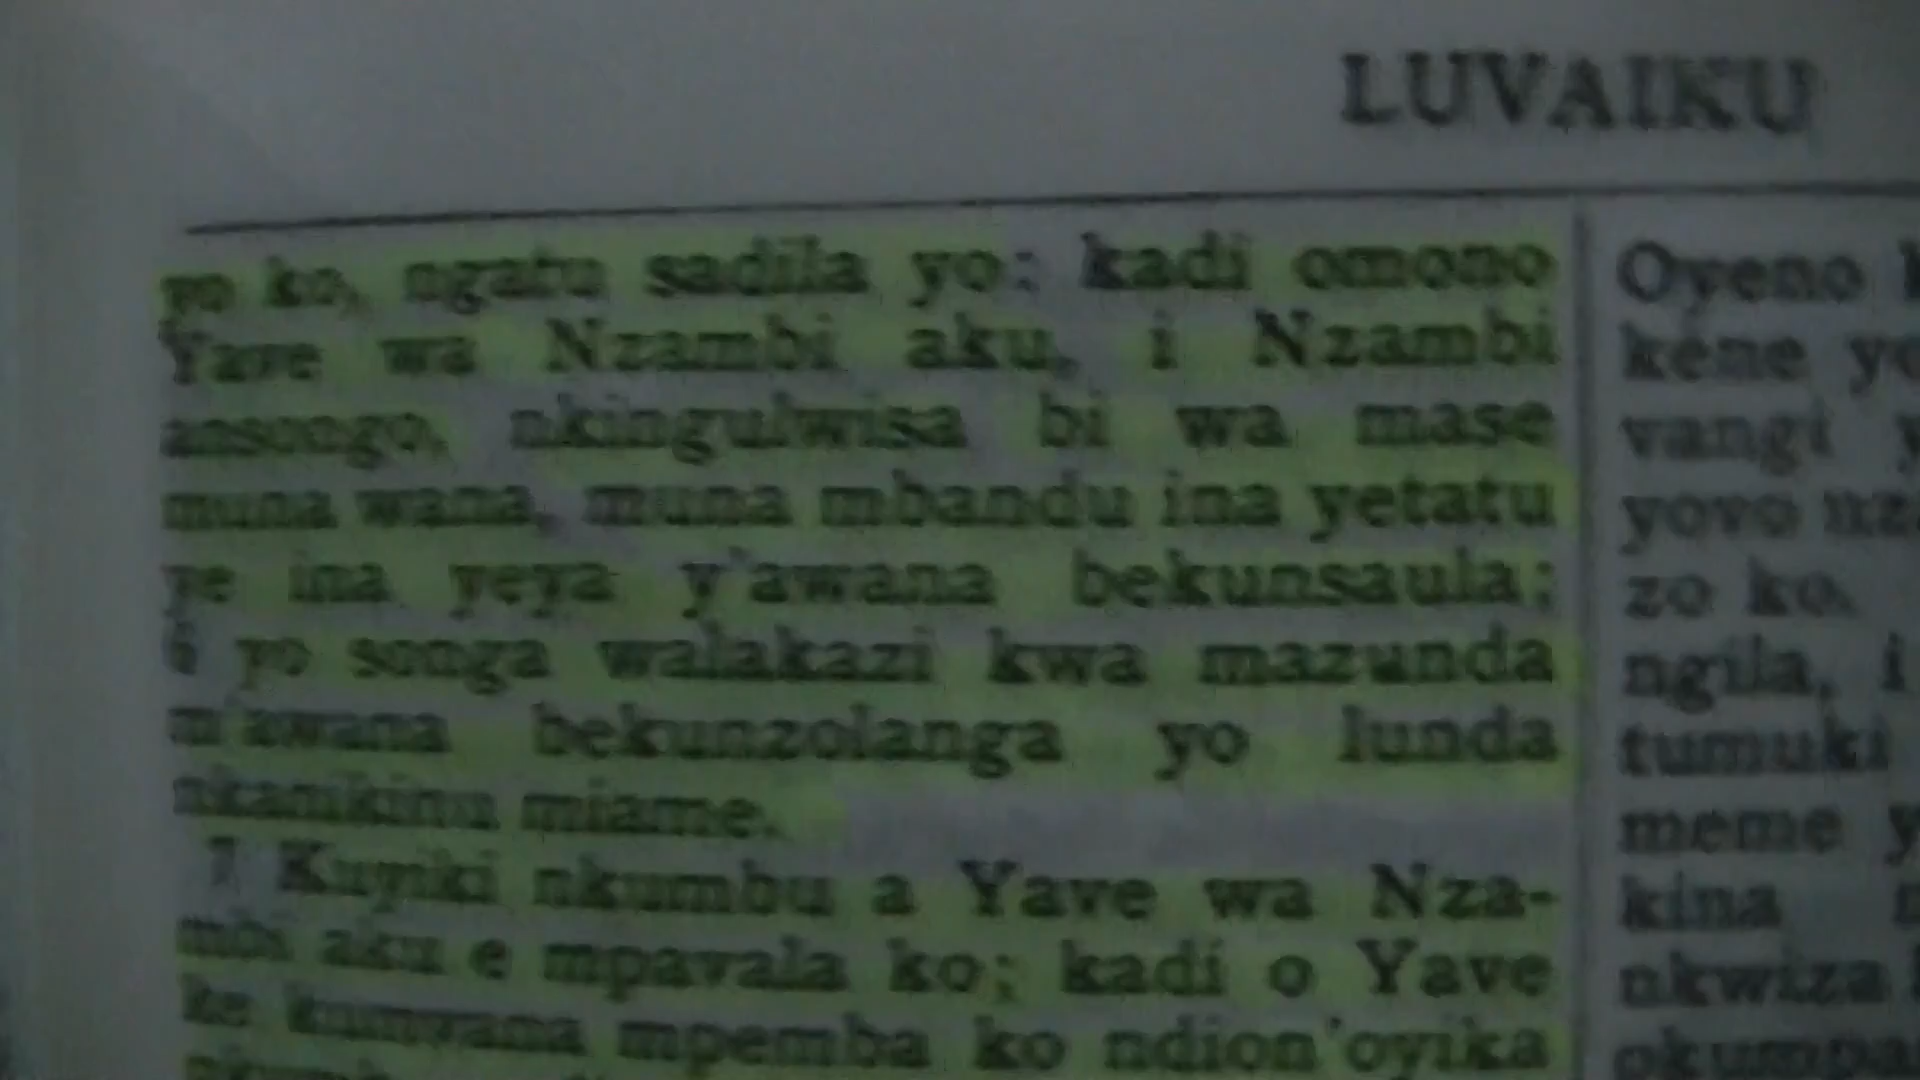 LUVAIKU
yo ko, ngatu sadila yo; kadi omono
Yave wa Nzambi aku, i Nzambi
ansongo, nkingulwisa bi wa mase
muna wana, muna mbandu ina yetatu
ye ina yeya y'awana bekunsaula;
6 yo songa walakazi kwa mazunda
m'awana bekunzolanga yo lunda
nkanikinu miame.
7 Kuyiki nkumbu a Yave wa Nza-
mbi aku e mpavala ko; kadi o Yave
ke kumvana mpemba ko ndion'oyika
Oyeno
kene
vangi
yovo
zo ko.
ngila, i
tumuki
meme
kina
nkwiza